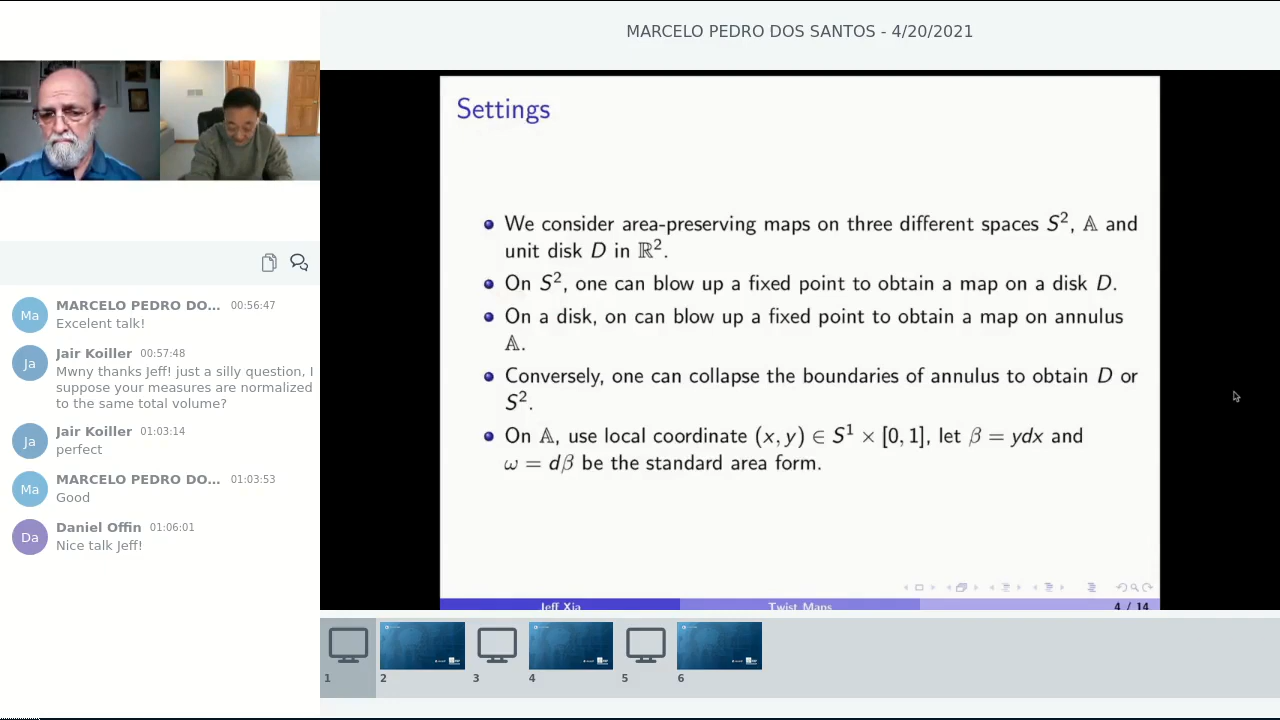 MARCELO PEDRO DOS SANTOS - 4/20/2021
Settings
We consider area-preserving maps on three different spaces S², 𝔸 and
unit disk D in ℝ².
On S², one can blow up a fixed point to obtain a map on a disk D.
On a disk, on can blow up a fixed point to obtain a map on annulus
𝔸.
Conversely, one can collapse the boundaries of annulus to obtain D or
S².
On 𝔸, use local coordinate (x, y) ∈ S¹ × [0, 1], let β = ydx and
ω = dβ be the standard area form.
Jeff Xia Twist Maps 4 / 14
Ma MARCELO PEDRO DO... 00:56:47
Excelent talk!
Ja Jair Koiller 00:57:48
Mwny thanks Jeff! just a silly question, I
suppose your measures are normalized
to the same total volume?
Ja Jair Koiller 01:03:14
perfect
Ma MARCELO PEDRO DO... 01:03:53
Good
Da Daniel Offin 01:06:01
Nice talk Jeff!
1 2 3 4 5 6